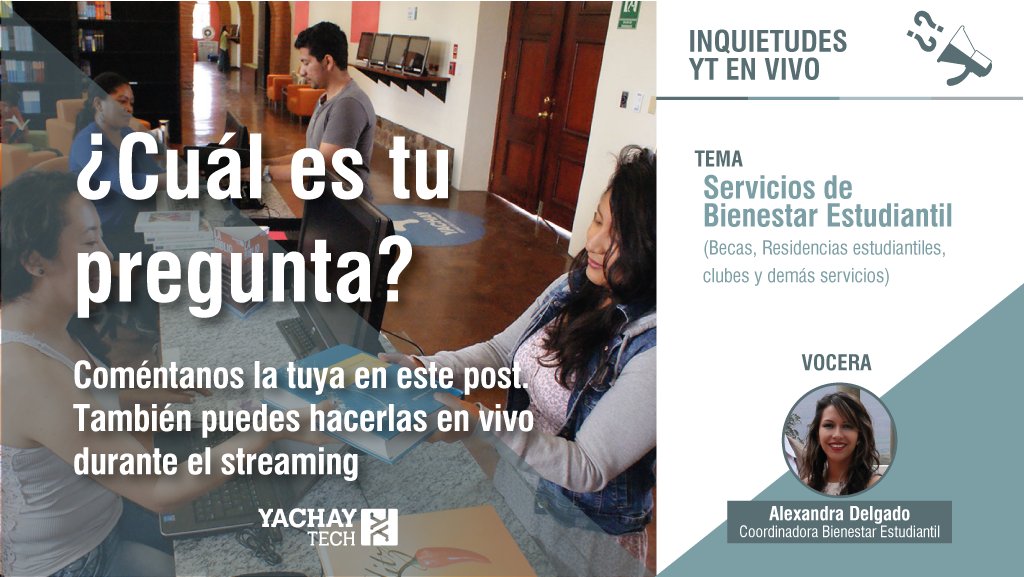 ¿Cuál es tu
pregunta?
Coméntanos la tuya en este post.
También puedes hacerlas en vivo
durante el streaming
YACHAY
TECH
INQUIETUDES
YT EN VIVO
¿?
TEMA
Servicios de
Bienestar Estudiantil
(Becas, Residencias estudiantiles,
clubes y demás servicios)
VOCERA
Alexandra Delgado
Coordinadora Bienestar Estudiantil